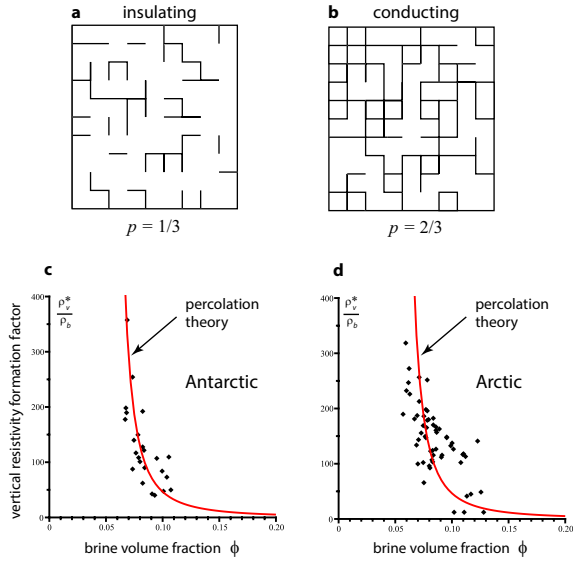 a insulating
b conducting
p = 1/3
p = 2/3
c
d
vertical resistivity formation factor
400
300
200
100
0
ρ*v
ρb
percolation
theory
Antarctic
0 0.05 0.10 0.15 0.20
brine volume fraction ϕ
400
300
200
100
0
ρ*v
ρb
percolation
theory
Arctic
0 0.05 0.10 0.15 0.20
brine volume fraction ϕ